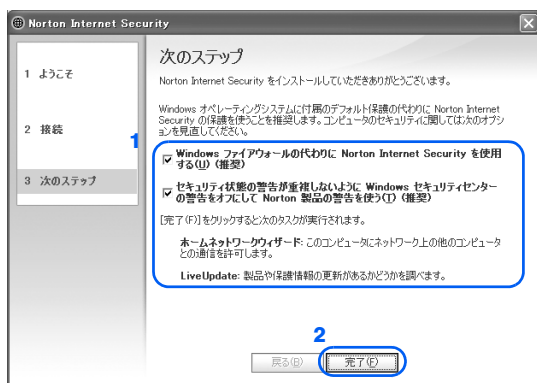 Norton Internet Security
1 ようこそ
2 接続
3 次のステップ
次のステップ
Norton Internet Security をインストールしていただきありがとうございます。
Windows オペレーティングシステムに付属のデフォルト保護の代わりに Norton Internet
Security の保護を使うことを推奨します。コンピュータのセキュリティに関しては次のオプシ
ョンを見直してください。
1
Windows ファイアウォールの代わりに Norton Internet Security を使用
する(U) (推奨)
セキュリティ状態の警告が重複しないように Windows セキュリティセンター
の警告をオフにして Norton 製品の警告を使う(T) (推奨)
[完了(F)]をクリックすると次のタスクが実行されます。
ホームネットワークウィザード: このコンピュータにネットワーク上の他のコンピュータ
との通信を許可します。
LiveUpdate: 製品や保護情報の更新があるかどうかを調べます。
2
戻る(B)
完了(F)